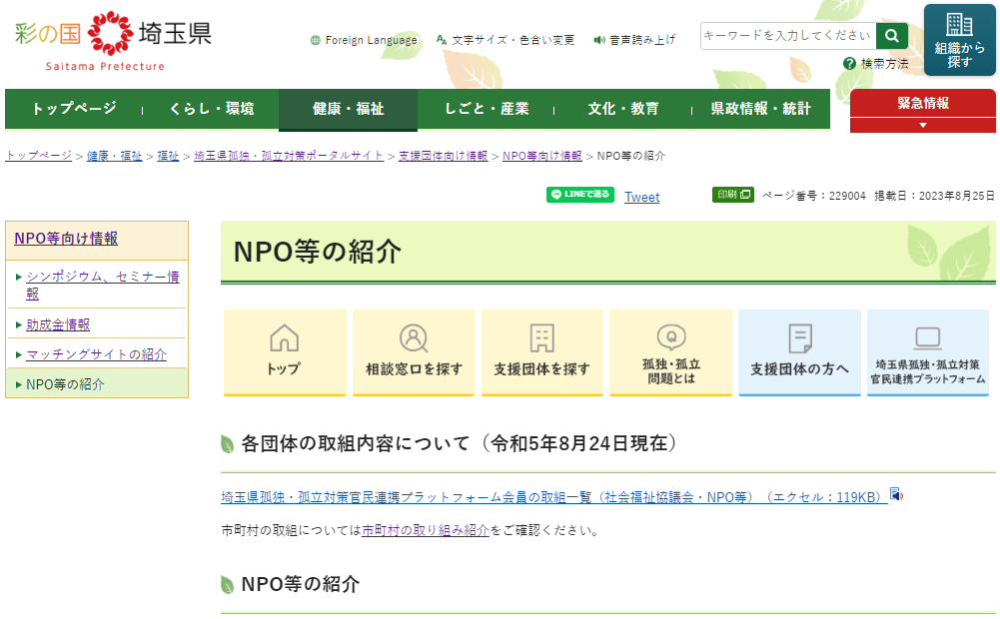 彩の国 埼玉県
Saitama Prefecture
Foreign Language 文字サイズ・色合い変更 音声読み上げ
キーワードを入力してください
検索方法
組織から
探す
トップページ くらし・環境 健康・福祉 しごと・産業 文化・教育 県政情報・統計
緊急情報
トップページ > 健康・福祉 > 福祉 > 埼玉県孤独・孤立対策ポータルサイト > 支援団体向け情報 > NPO等向け情報 > NPO等の紹介
LINEで送る Tweet 印刷 ページ番号：229004 掲載日：2023年8月25日
NPO等向け情報
シンポジウム、セミナー情
報
助成金情報
マッチングサイトの紹介
NPO等の紹介
NPO等の紹介
トップ
相談窓口を探す
支援団体を探す
孤独・孤立
問題とは
支援団体の方へ
埼玉県孤独・孤立対策
官民連携プラットフォーム
各団体の取組内容について（令和5年8月24日現在）
埼玉県孤独・孤立対策官民連携プラットフォーム会員の取組一覧（社会福祉協議会・NPO等）（エクセル：119KB）
市町村の取組については市町村の取り組み紹介をご確認ください。
NPO等の紹介